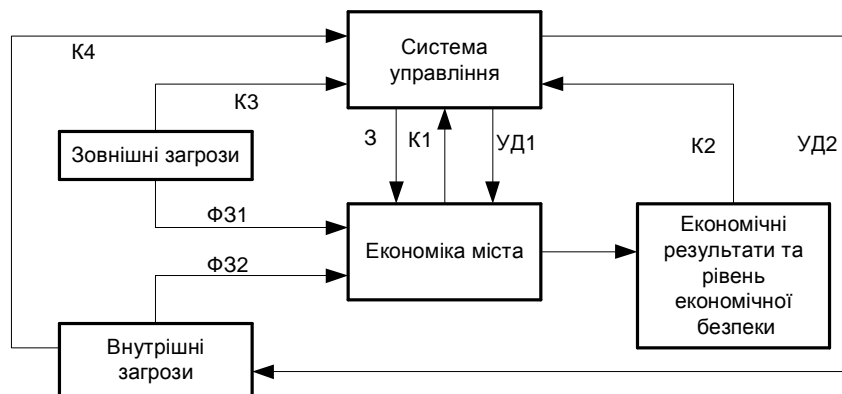 К4
Система
управління
К3
Зовнішні загрози
З
К1
УД1
К2
УД2
ФЗ1
Економіка міста
Економічні
результати та
рівень
економічної
безпеки
ФЗ2
Внутрішні
загрози